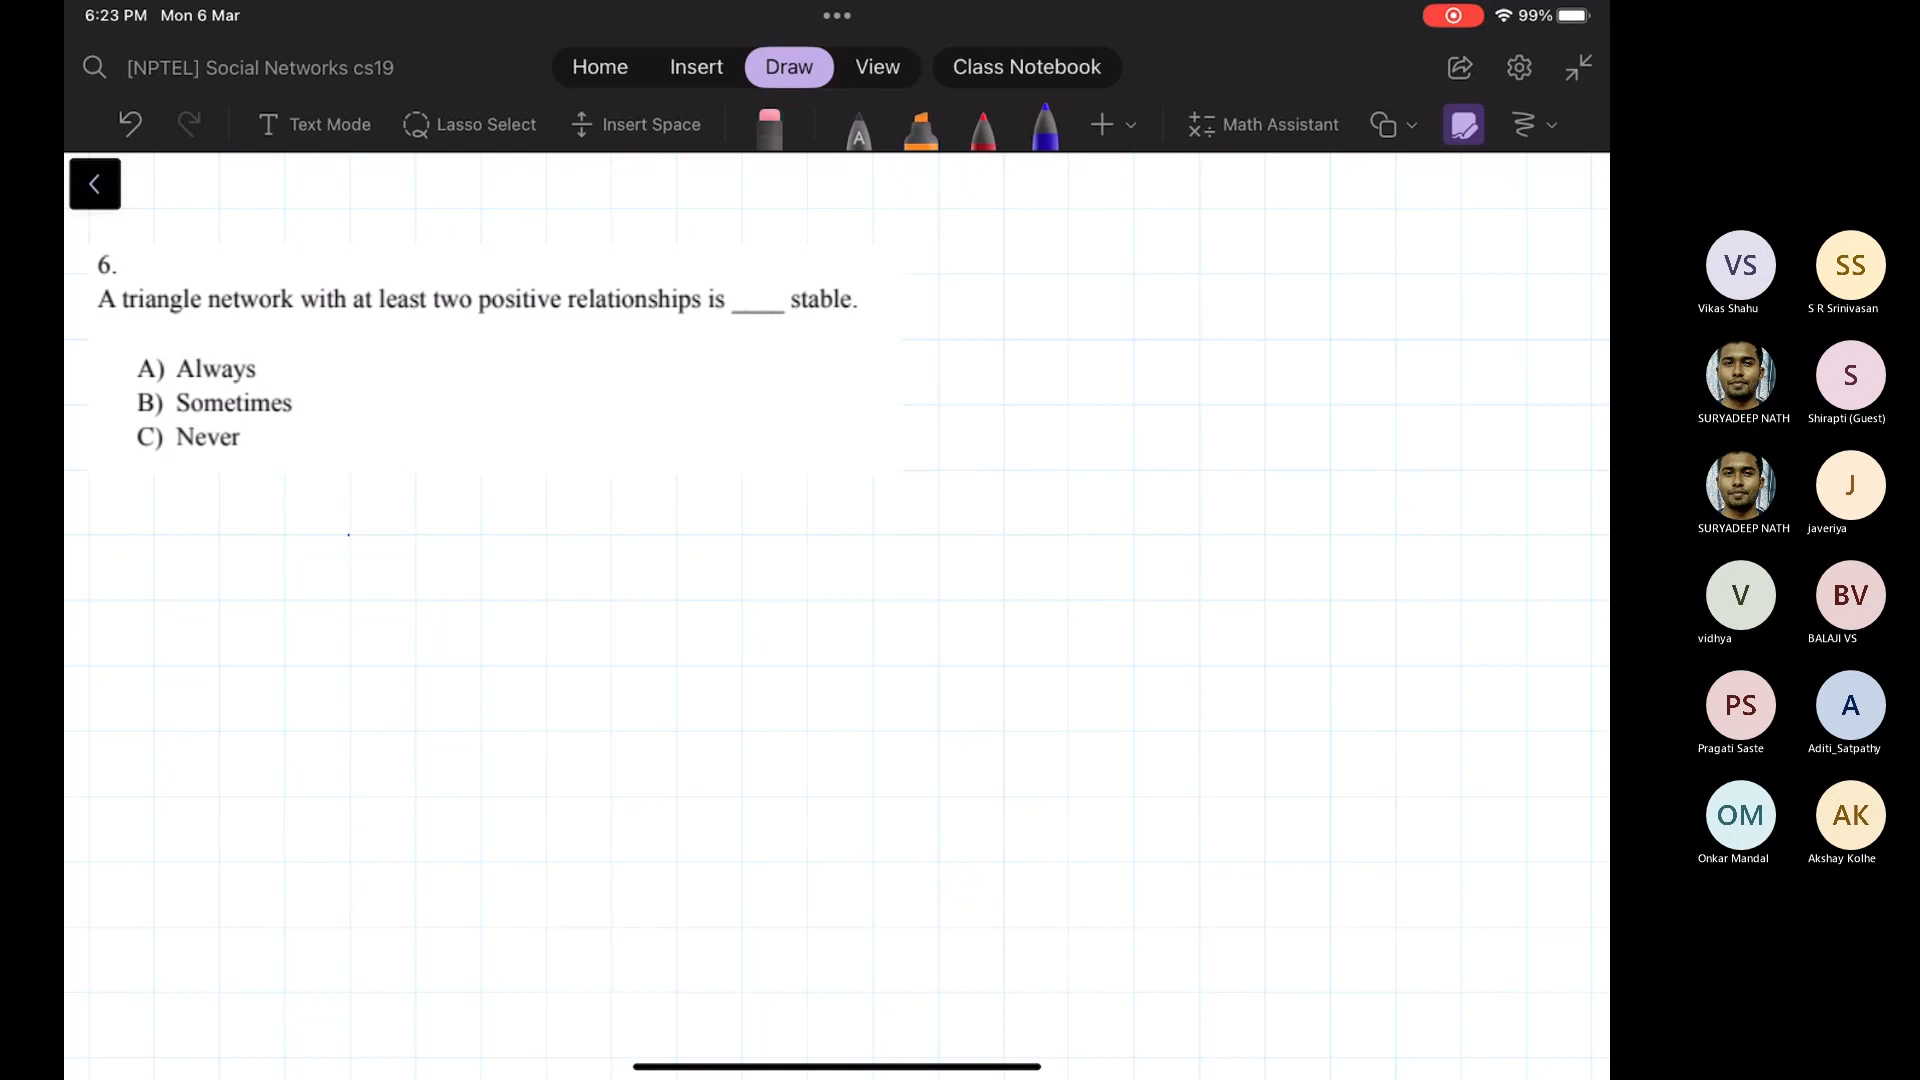 6:23 PM Mon 6 Mar
99%
[NPTEL] Social Networks cs19
Home Insert Draw View Class Notebook
Text Mode Lasso Select Insert Space A Math Assistant
6.
A triangle network with at least two positive relationships is ____ stable.
A) Always
B) Sometimes
C) Never
VS SS
Vikas Shahu S R Srinivasan
S
SURYADEEP NATH Shirapti (Guest)
J
SURYADEEP NATH javeriya
V BV
vidhya BALAJI VS
PS A
Pragati Saste Aditi_Satpathy
OM AK
Onkar Mandal Akshay Kolhe